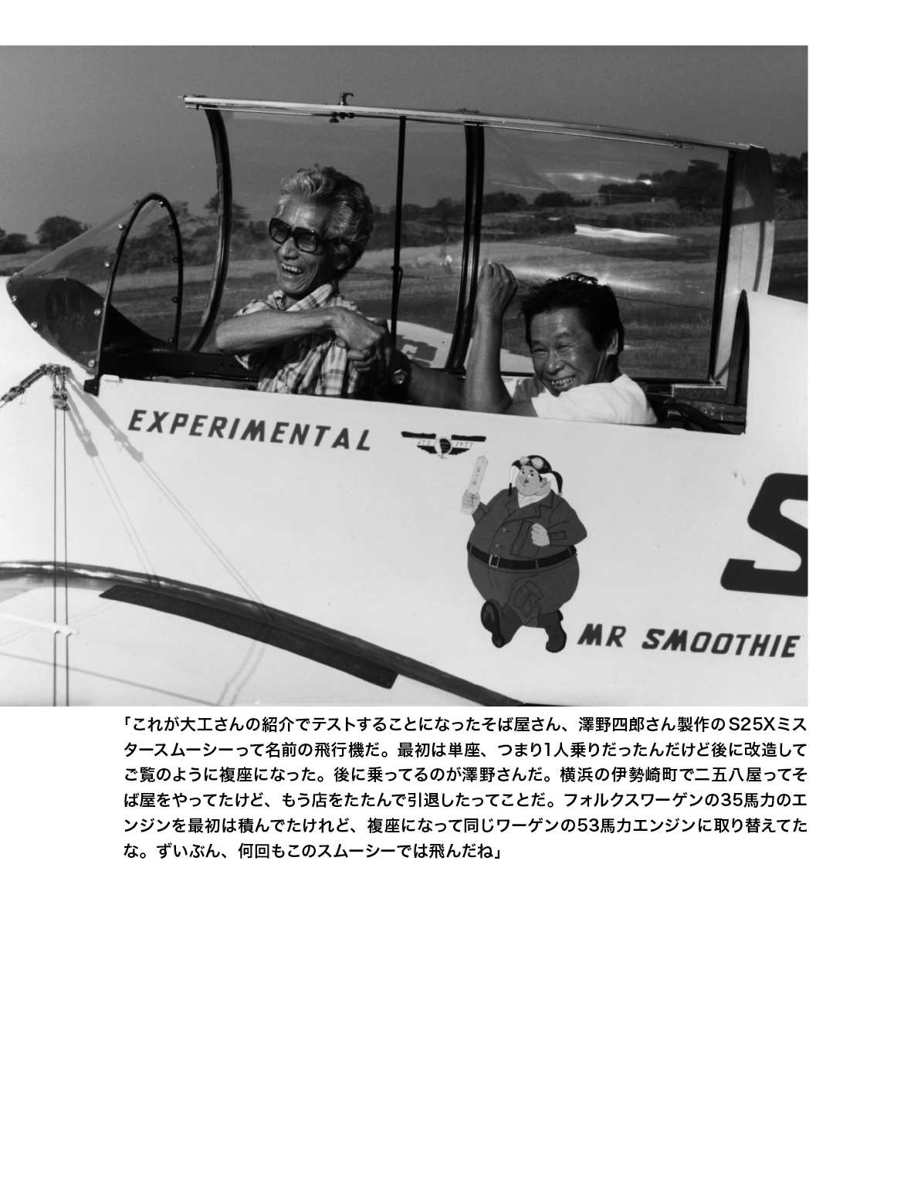 EXPERIMENTAL
S
MR SMOOTHIE
「これが大工さんの紹介でテストすることになったそば屋さん、澤野四郎さん製作のS25Xミス
タースムーシーって名前の飛行機だ。最初は単座、つまり1人乗りだったんだけど後に改造して
ご覧のように複座になった。後に乗ってるのが澤野さんだ。横浜の伊勢崎町で二五八屋ってそ
ば屋をやってたけど、もう店をたたんで引退したってことだ。フォルクスワーゲンの35馬力のエ
ンジンを最初は積んでたけれど、複座になって同じワーゲンの53馬力エンジンに取り替えてた
な。ずいぶん、何回もこのスムーシーでは飛んだね」